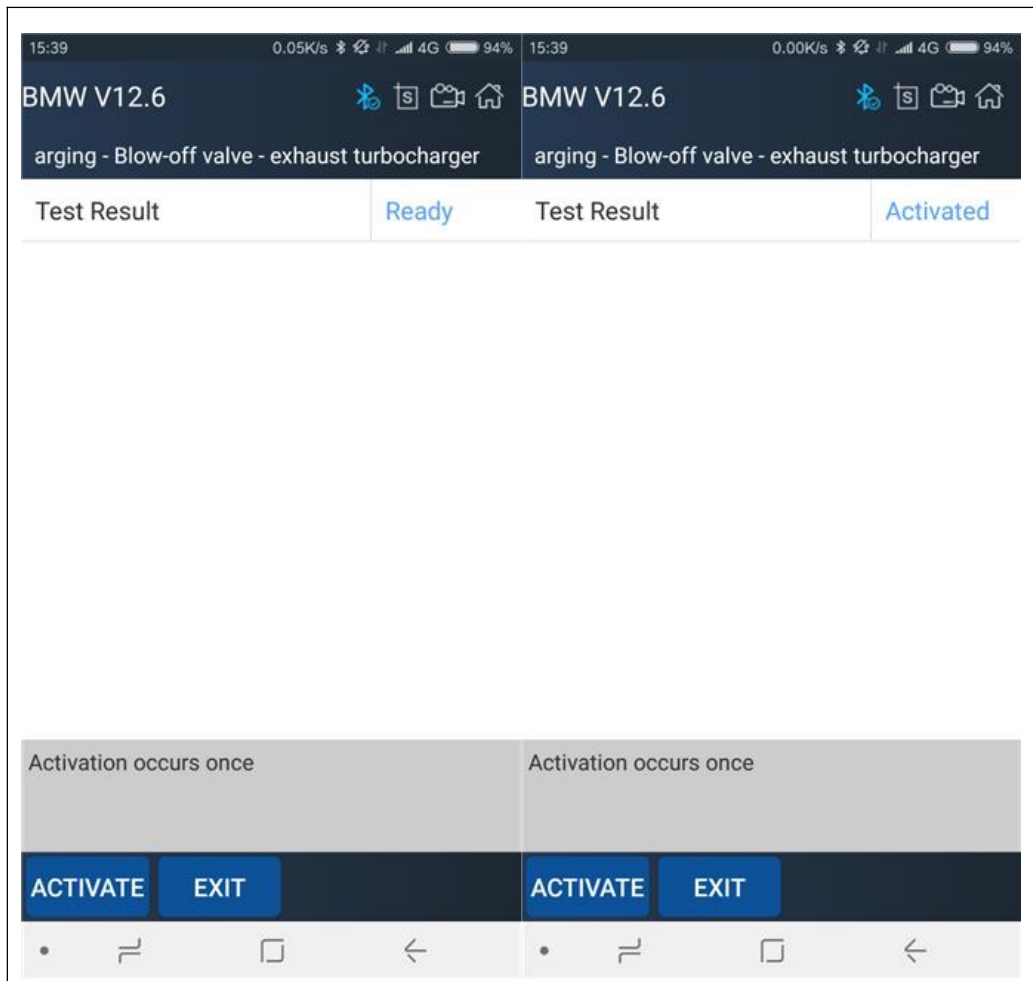 15:39 0.05K/s 4G 94%
BMW V12.6
S
arging - Blow-off valve - exhaust turbocharger
Test Result Ready
Activation occurs once
ACTIVATE EXIT
15:39 0.00K/s 4G 94%
BMW V12.6
S
arging - Blow-off valve - exhaust turbocharger
Test Result Activated
Activation occurs once
ACTIVATE EXIT